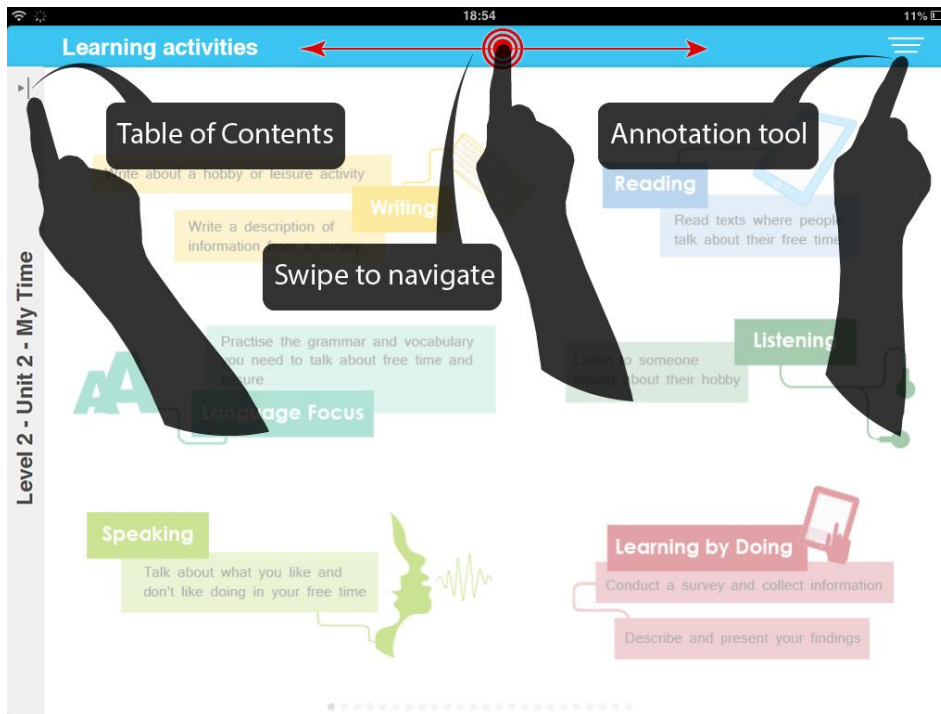 18:54
11%
Learning activities
Table of Contents
Annotation tool
Swipe to navigate
Level 2 - Unit 2 - My Time
Write about a hobby or leisure activity
Writing
Write a description of
information from a survey
Reading
Read texts where people
talk about their free time
Practise the grammar and vocabulary
you need to talk about free time and
leisure
Language Focus
Listening
Listen to someone
talking about their hobby
Speaking
Talk about what you like and
don't like doing in your free time
Learning by Doing
Conduct a survey and collect information
Describe and present your findings